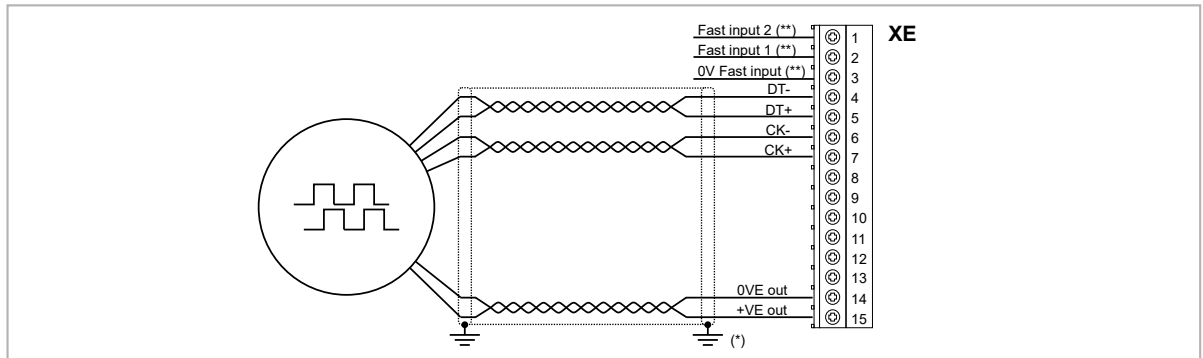 Fast input 2 (**) 1 XE
Fast input 1 (**) 2
0V Fast input (**) 3
DT- 4
DT+ 5
CK- 6
CK+ 7
8
9
10
11
12
13
0VE out 14
+VE out 15
(*)